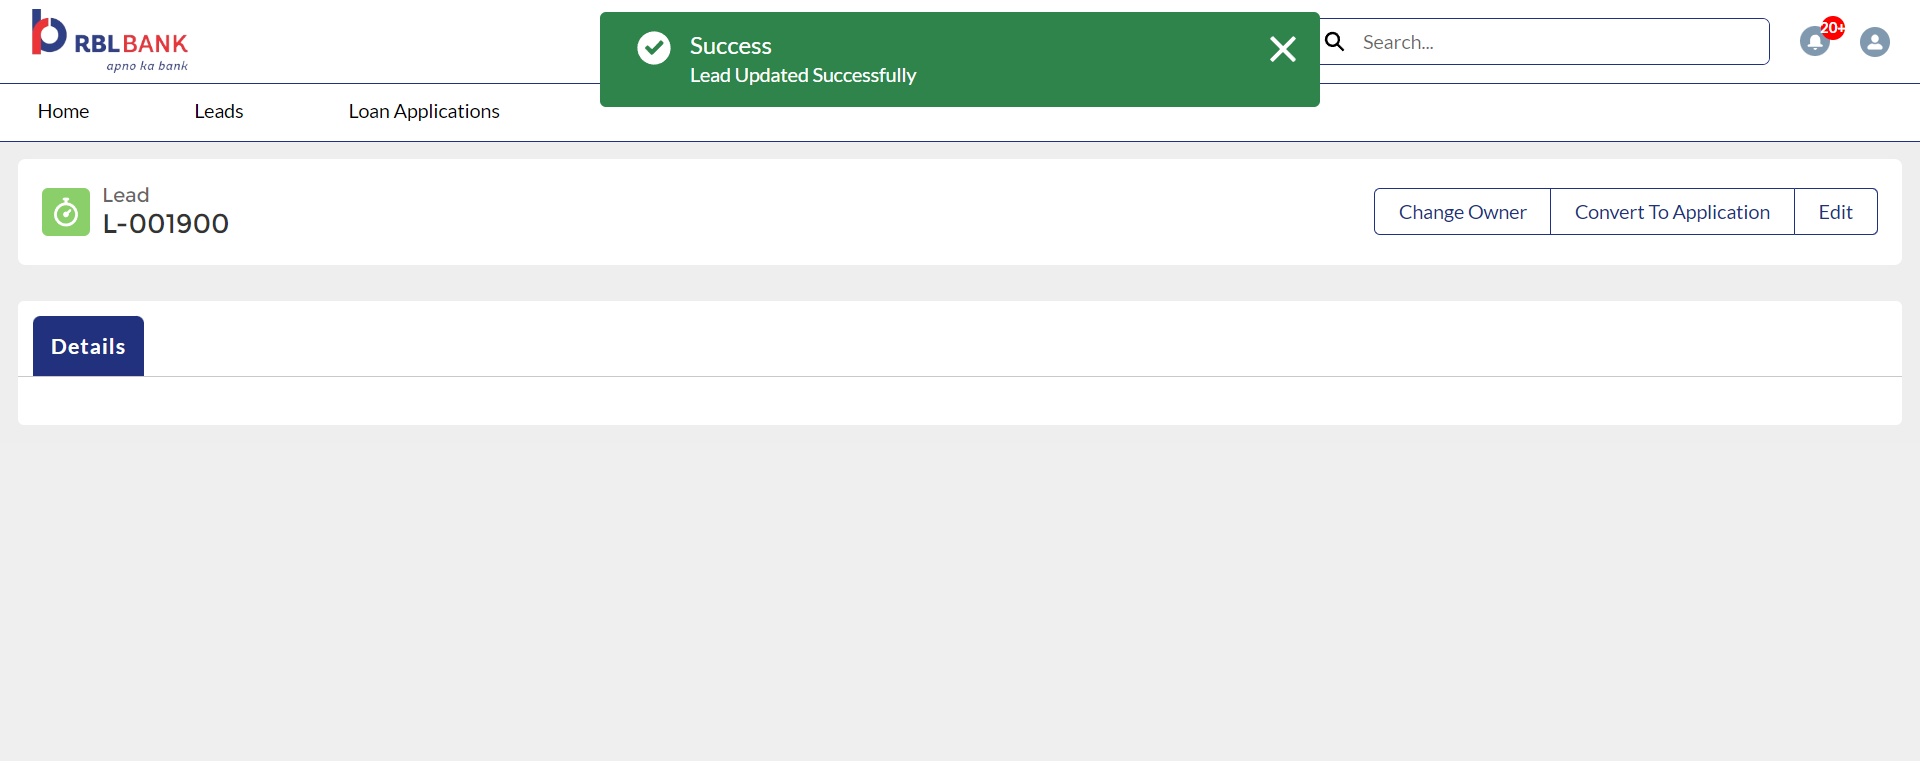 RBLBANK
apno ka bank
Success
Lead Updated Successfully
Search...
20+
Home
Leads
Loan Applications
Lead
L-001900
Change Owner
Convert To Application
Edit
Details